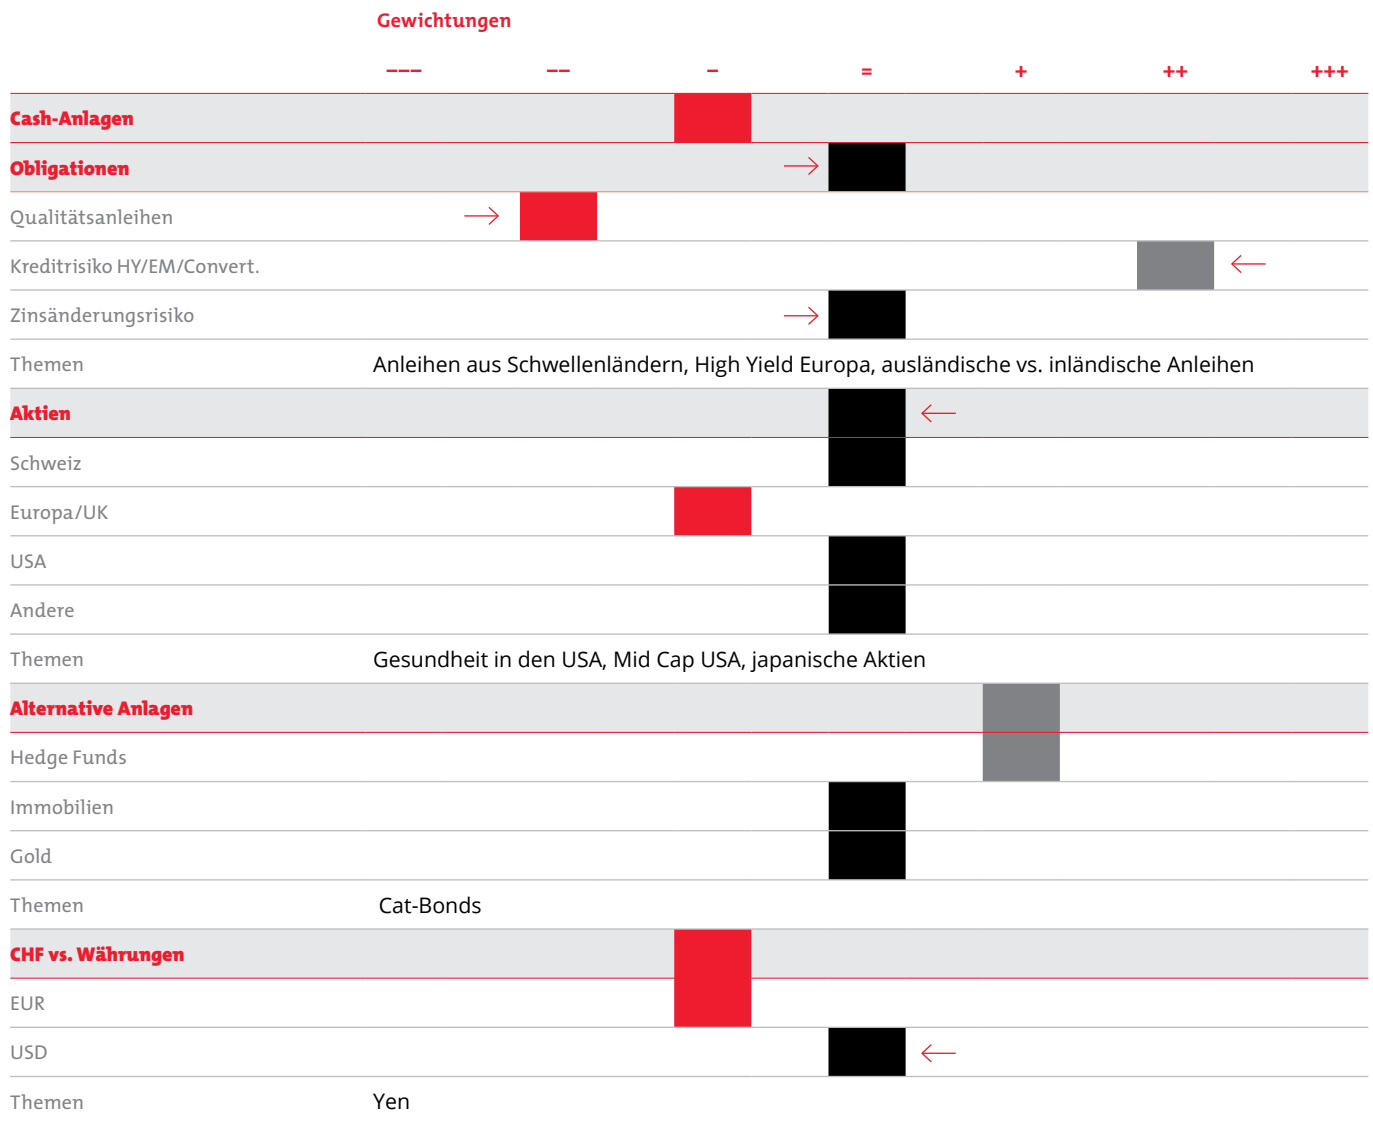 Gewichtungen
––– –– – = + ++ +++
Cash-Anlagen
Obligationen
Qualitätsanleihen
Kreditrisiko HY/EM/Convert.
Zinsänderungsrisiko
Themen Anleihen aus Schwellenländern, High Yield Europa, ausländische vs. inländische Anleihen
Aktien
Schweiz
Europa/UK
USA
Andere
Themen Gesundheit in den USA, Mid Cap USA, japanische Aktien
Alternative Anlagen
Hedge Funds
Immobilien
Gold
Themen Cat-Bonds
CHF vs. Währungen
EUR
USD
Themen Yen